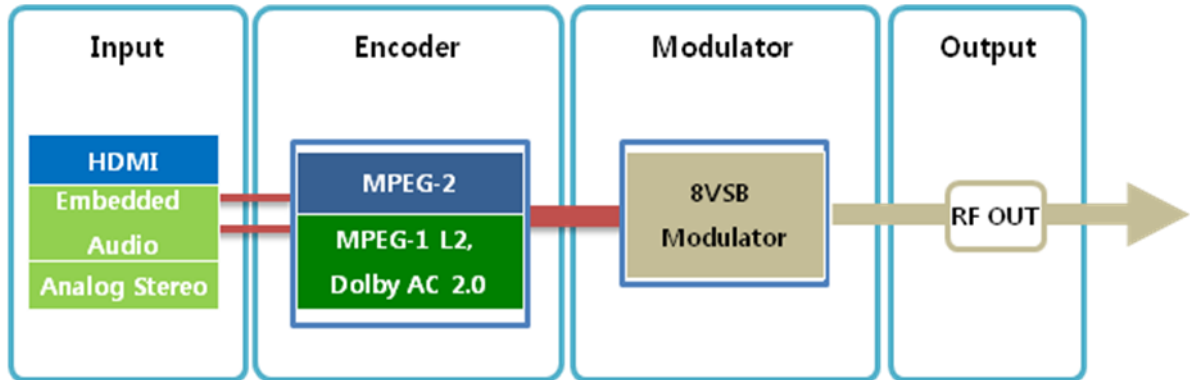 Input
HDMI
Embedded
Audio
Analog Stereo
Encoder
MPEG-2
MPEG-1 L2,
Dolby AC 2.0
Modulator
8VSB
Modulator
Output
RF OUT